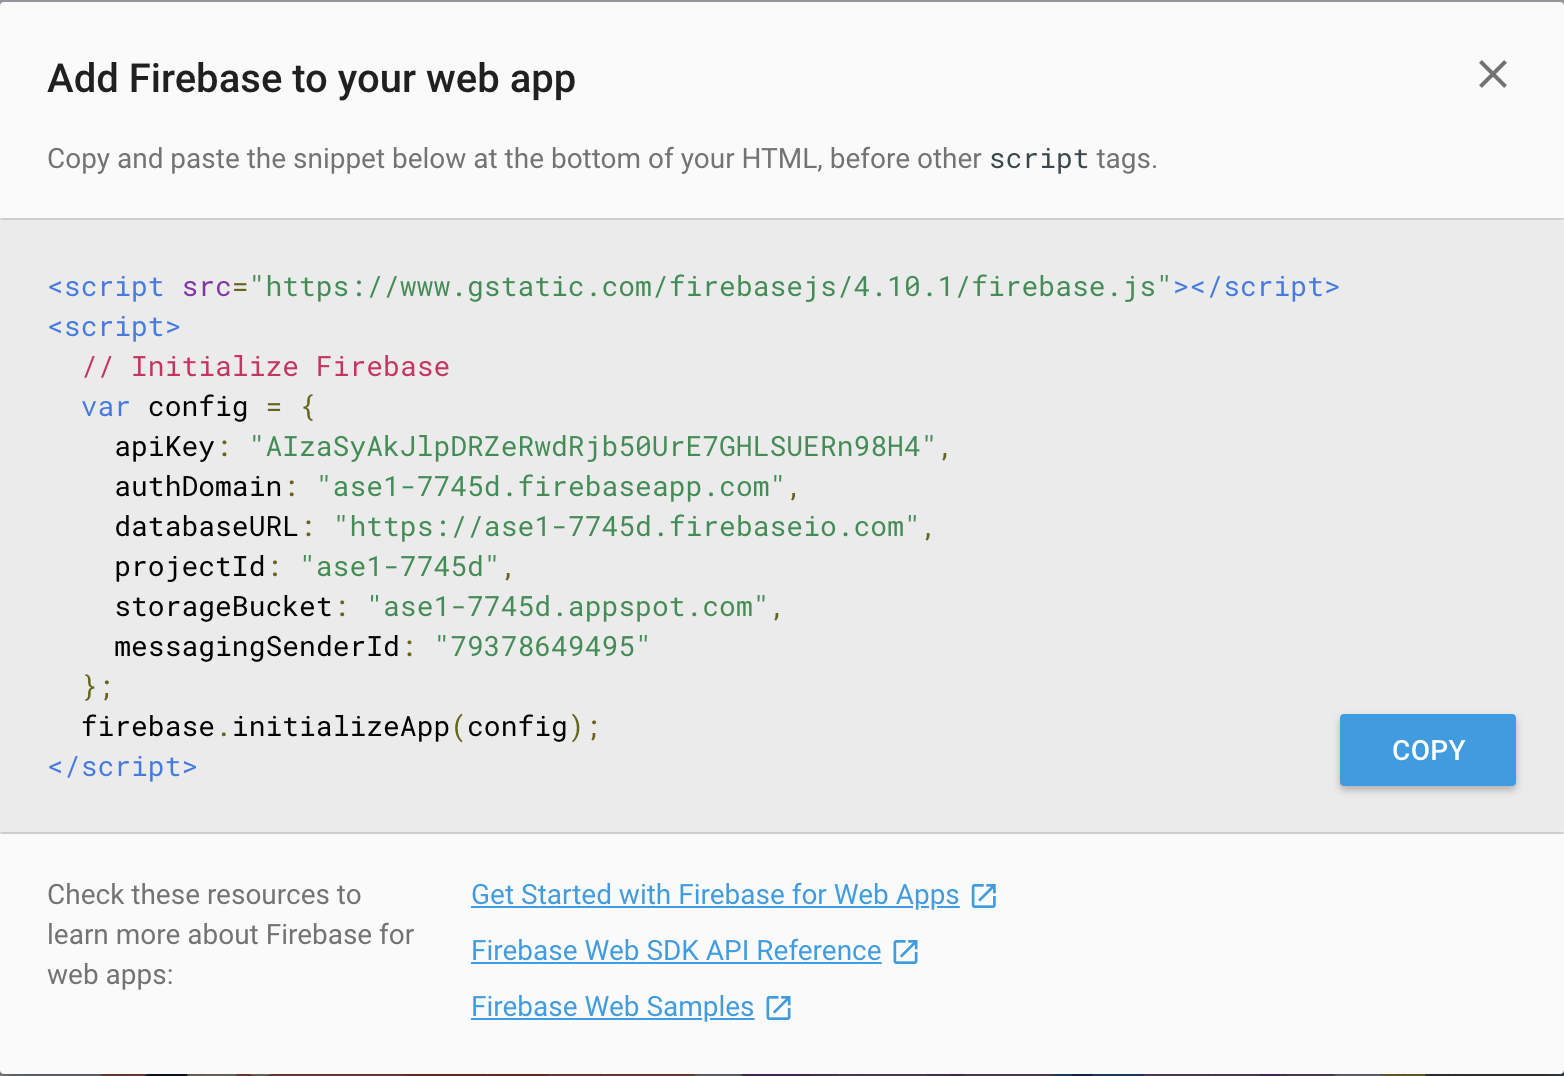 Add Firebase to your web app
Copy and paste the snippet below at the bottom of your HTML, before other script tags.
<script src="https://www.gstatic.com/firebasejs/4.10.1/firebase.js"></script>
<script>
  // Initialize Firebase
  var config = {
    apiKey: "AIzaSyAkJlpDRZeRwdRjb50UrE7GHLSUERn98H4",
    authDomain: "ase1-7745d.firebaseapp.com",
    databaseURL: "https://ase1-7745d.firebaseio.com",
    projectId: "ase1-7745d",
    storageBucket: "ase1-7745d.appspot.com",
    messagingSenderId: "79378649495"
  };
  firebase.initializeApp(config);
</script>
COPY
Check these resources to
learn more about Firebase for
web apps:
Get Started with Firebase for Web Apps
Firebase Web SDK API Reference
Firebase Web Samples